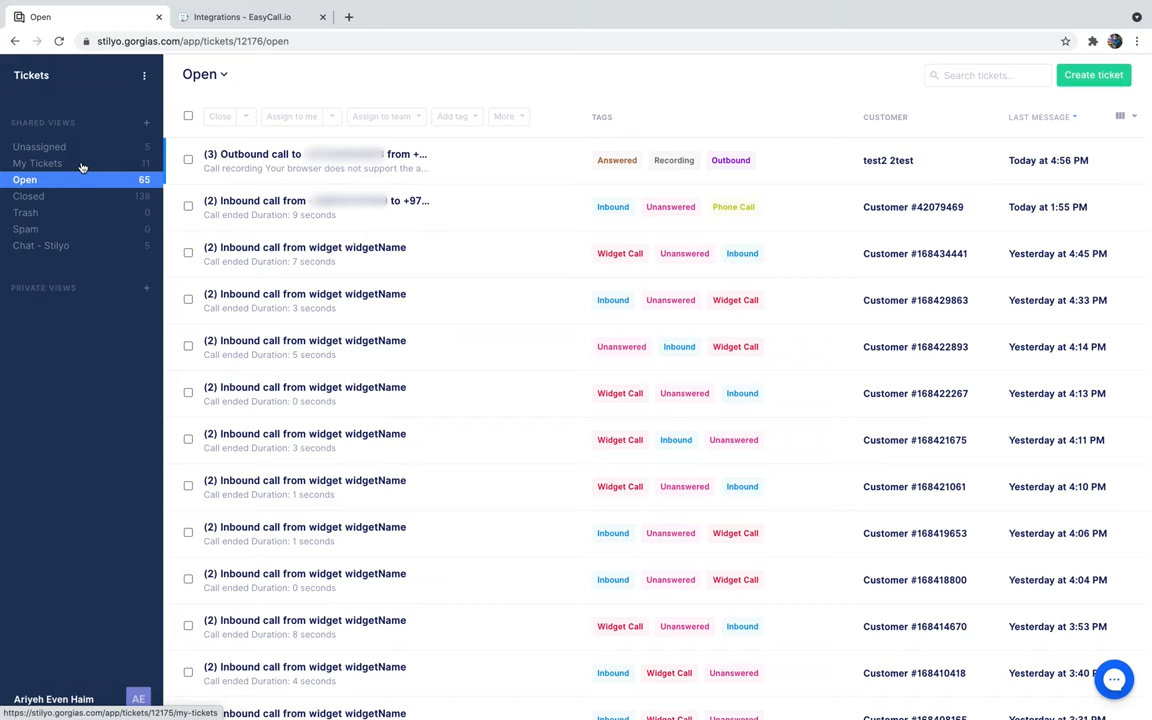 Open
Integrations - EasyCall.io
stilyo.gorgias.com/app/tickets/12176/open
Tickets
Open
Search tickets...
Create ticket
SHARED VIEWS
Close
Assign to me
Assign to team
Add tag
More
TAGS
CUSTOMER
LAST MESSAGE
Unassigned 5
My Tickets 11
Open 65
Closed 138
Trash 0
Spam 0
Chat - Stilyo 5
PRIVATE VIEWS
(3) Outbound call to from +...
Call recording Your browser does not support the a...
Answered Recording Outbound
test2 2test
Today at 4:56 PM
(2) Inbound call from to +97...
Call ended Duration: 9 seconds
Inbound Unanswered Phone Call
Customer #42079469
Today at 1:55 PM
(2) Inbound call from widget widgetName
Call ended Duration: 7 seconds
Widget Call Unanswered Inbound
Customer #168434441
Yesterday at 4:45 PM
(2) Inbound call from widget widgetName
Call ended Duration: 3 seconds
Inbound Unanswered Widget Call
Customer #168429863
Yesterday at 4:33 PM
(2) Inbound call from widget widgetName
Call ended Duration: 5 seconds
Unanswered Inbound Widget Call
Customer #168422893
Yesterday at 4:14 PM
(2) Inbound call from widget widgetName
Call ended Duration: 0 seconds
Widget Call Unanswered Inbound
Customer #168422267
Yesterday at 4:13 PM
(2) Inbound call from widget widgetName
Call ended Duration: 3 seconds
Widget Call Inbound Unanswered
Customer #168421675
Yesterday at 4:11 PM
(2) Inbound call from widget widgetName
Call ended Duration: 1 seconds
Widget Call Unanswered Inbound
Customer #168421061
Yesterday at 4:10 PM
(2) Inbound call from widget widgetName
Call ended Duration: 1 seconds
Inbound Unanswered Widget Call
Customer #168419653
Yesterday at 4:06 PM
(2) Inbound call from widget widgetName
Call ended Duration: 0 seconds
Inbound Unanswered Widget Call
Customer #168418800
Yesterday at 4:04 PM
(2) Inbound call from widget widgetName
Call ended Duration: 8 seconds
Widget Call Unanswered Inbound
Customer #168414670
Yesterday at 3:53 PM
(2) Inbound call from widget widgetName
Call ended Duration: 4 seconds
Inbound Widget Call Unanswered
Customer #168410418
Yesterday at 3:40
(2) Inbound call from widget widgetName
Ariyeh Even Haim AE
https://stilyo.gorgias.com/app/tickets/12175/my-tickets